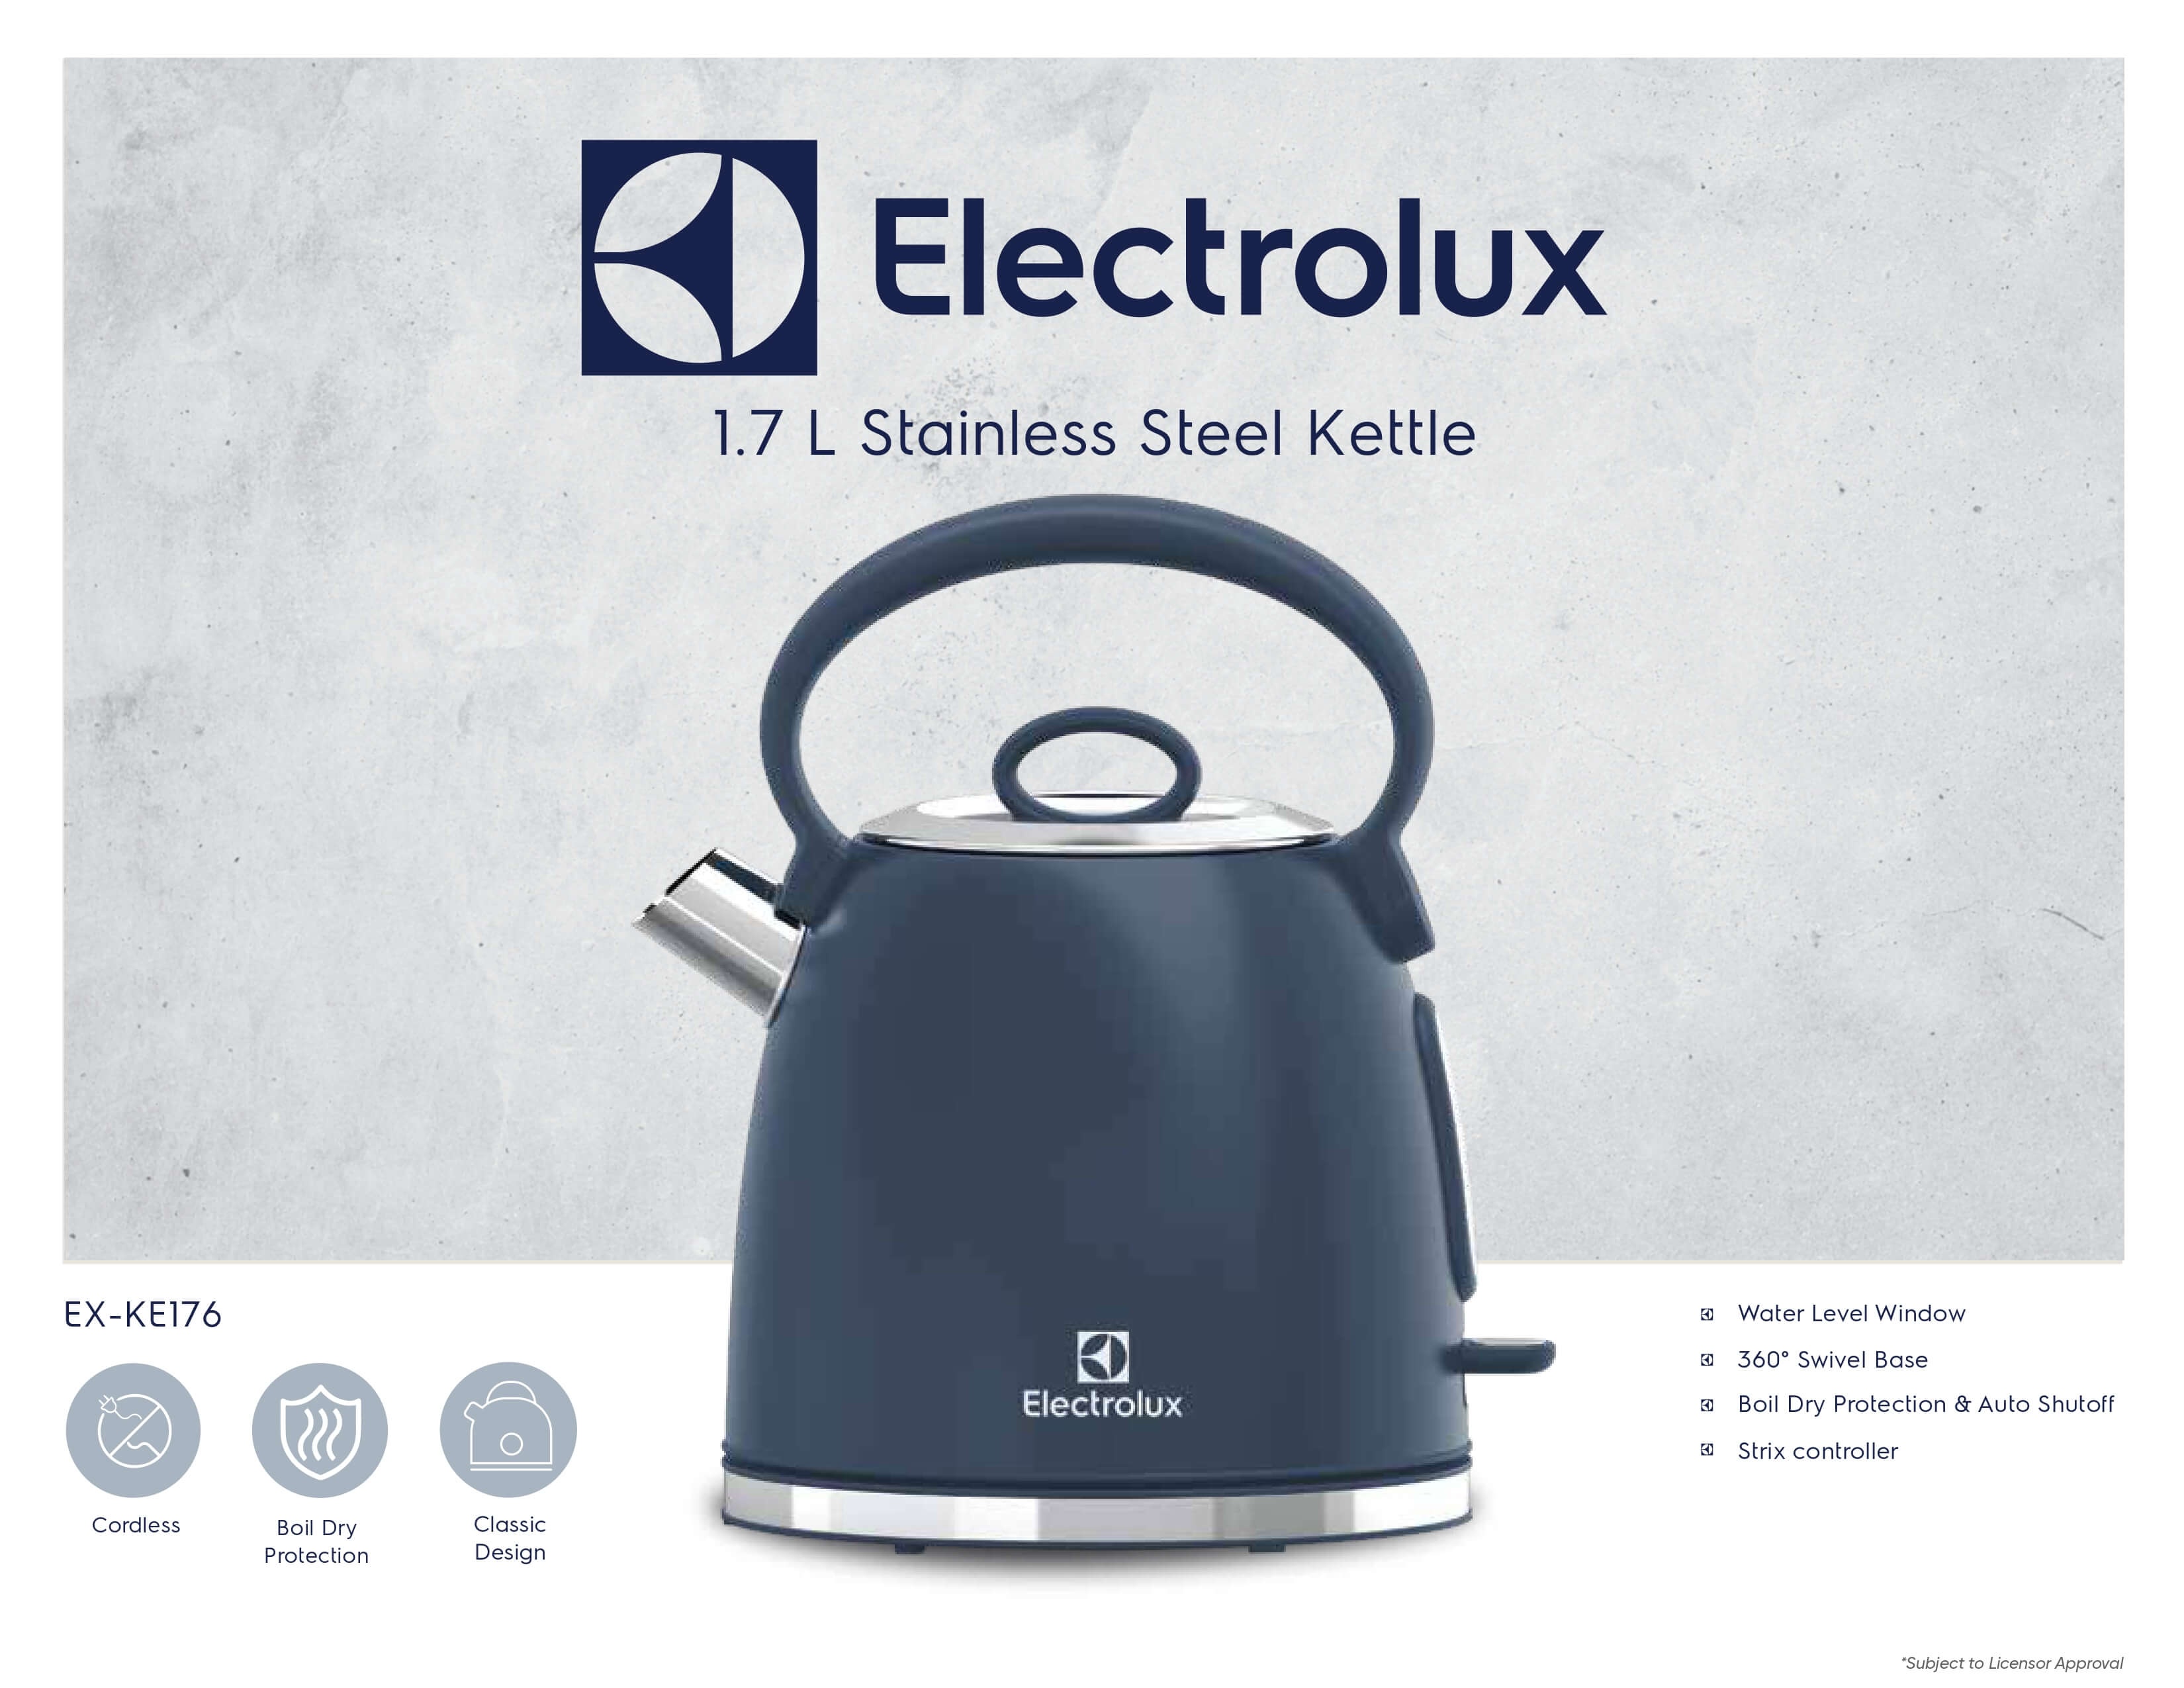 Electrolux
1.7 L Stainless Steel Kettle
Electrolux
EX-KE176
Cordless
Boil Dry
Protection
Classic
Design
Water Level Window
360° Swivel Base
Boil Dry Protection & Auto Shutoff
Strix controller
*Subject to Licensor Approval